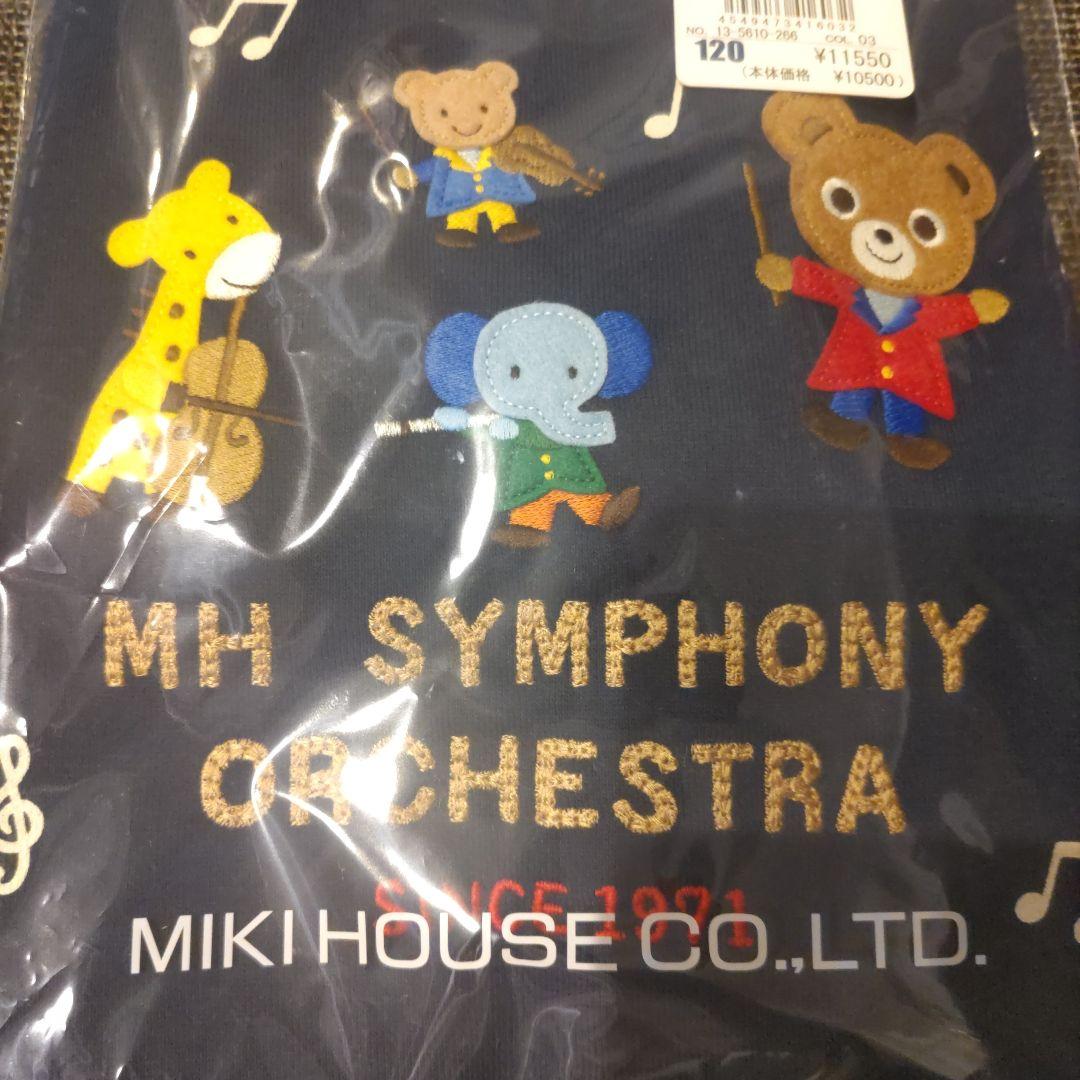 4549473416032
NO. 13-5610-266 COL. 03
120 ¥11550
(本体価格 ¥10500)
MH SYMPHONY
ORCHESTRA
SINCE 1971
MIKI HOUSE CO.,LTD.